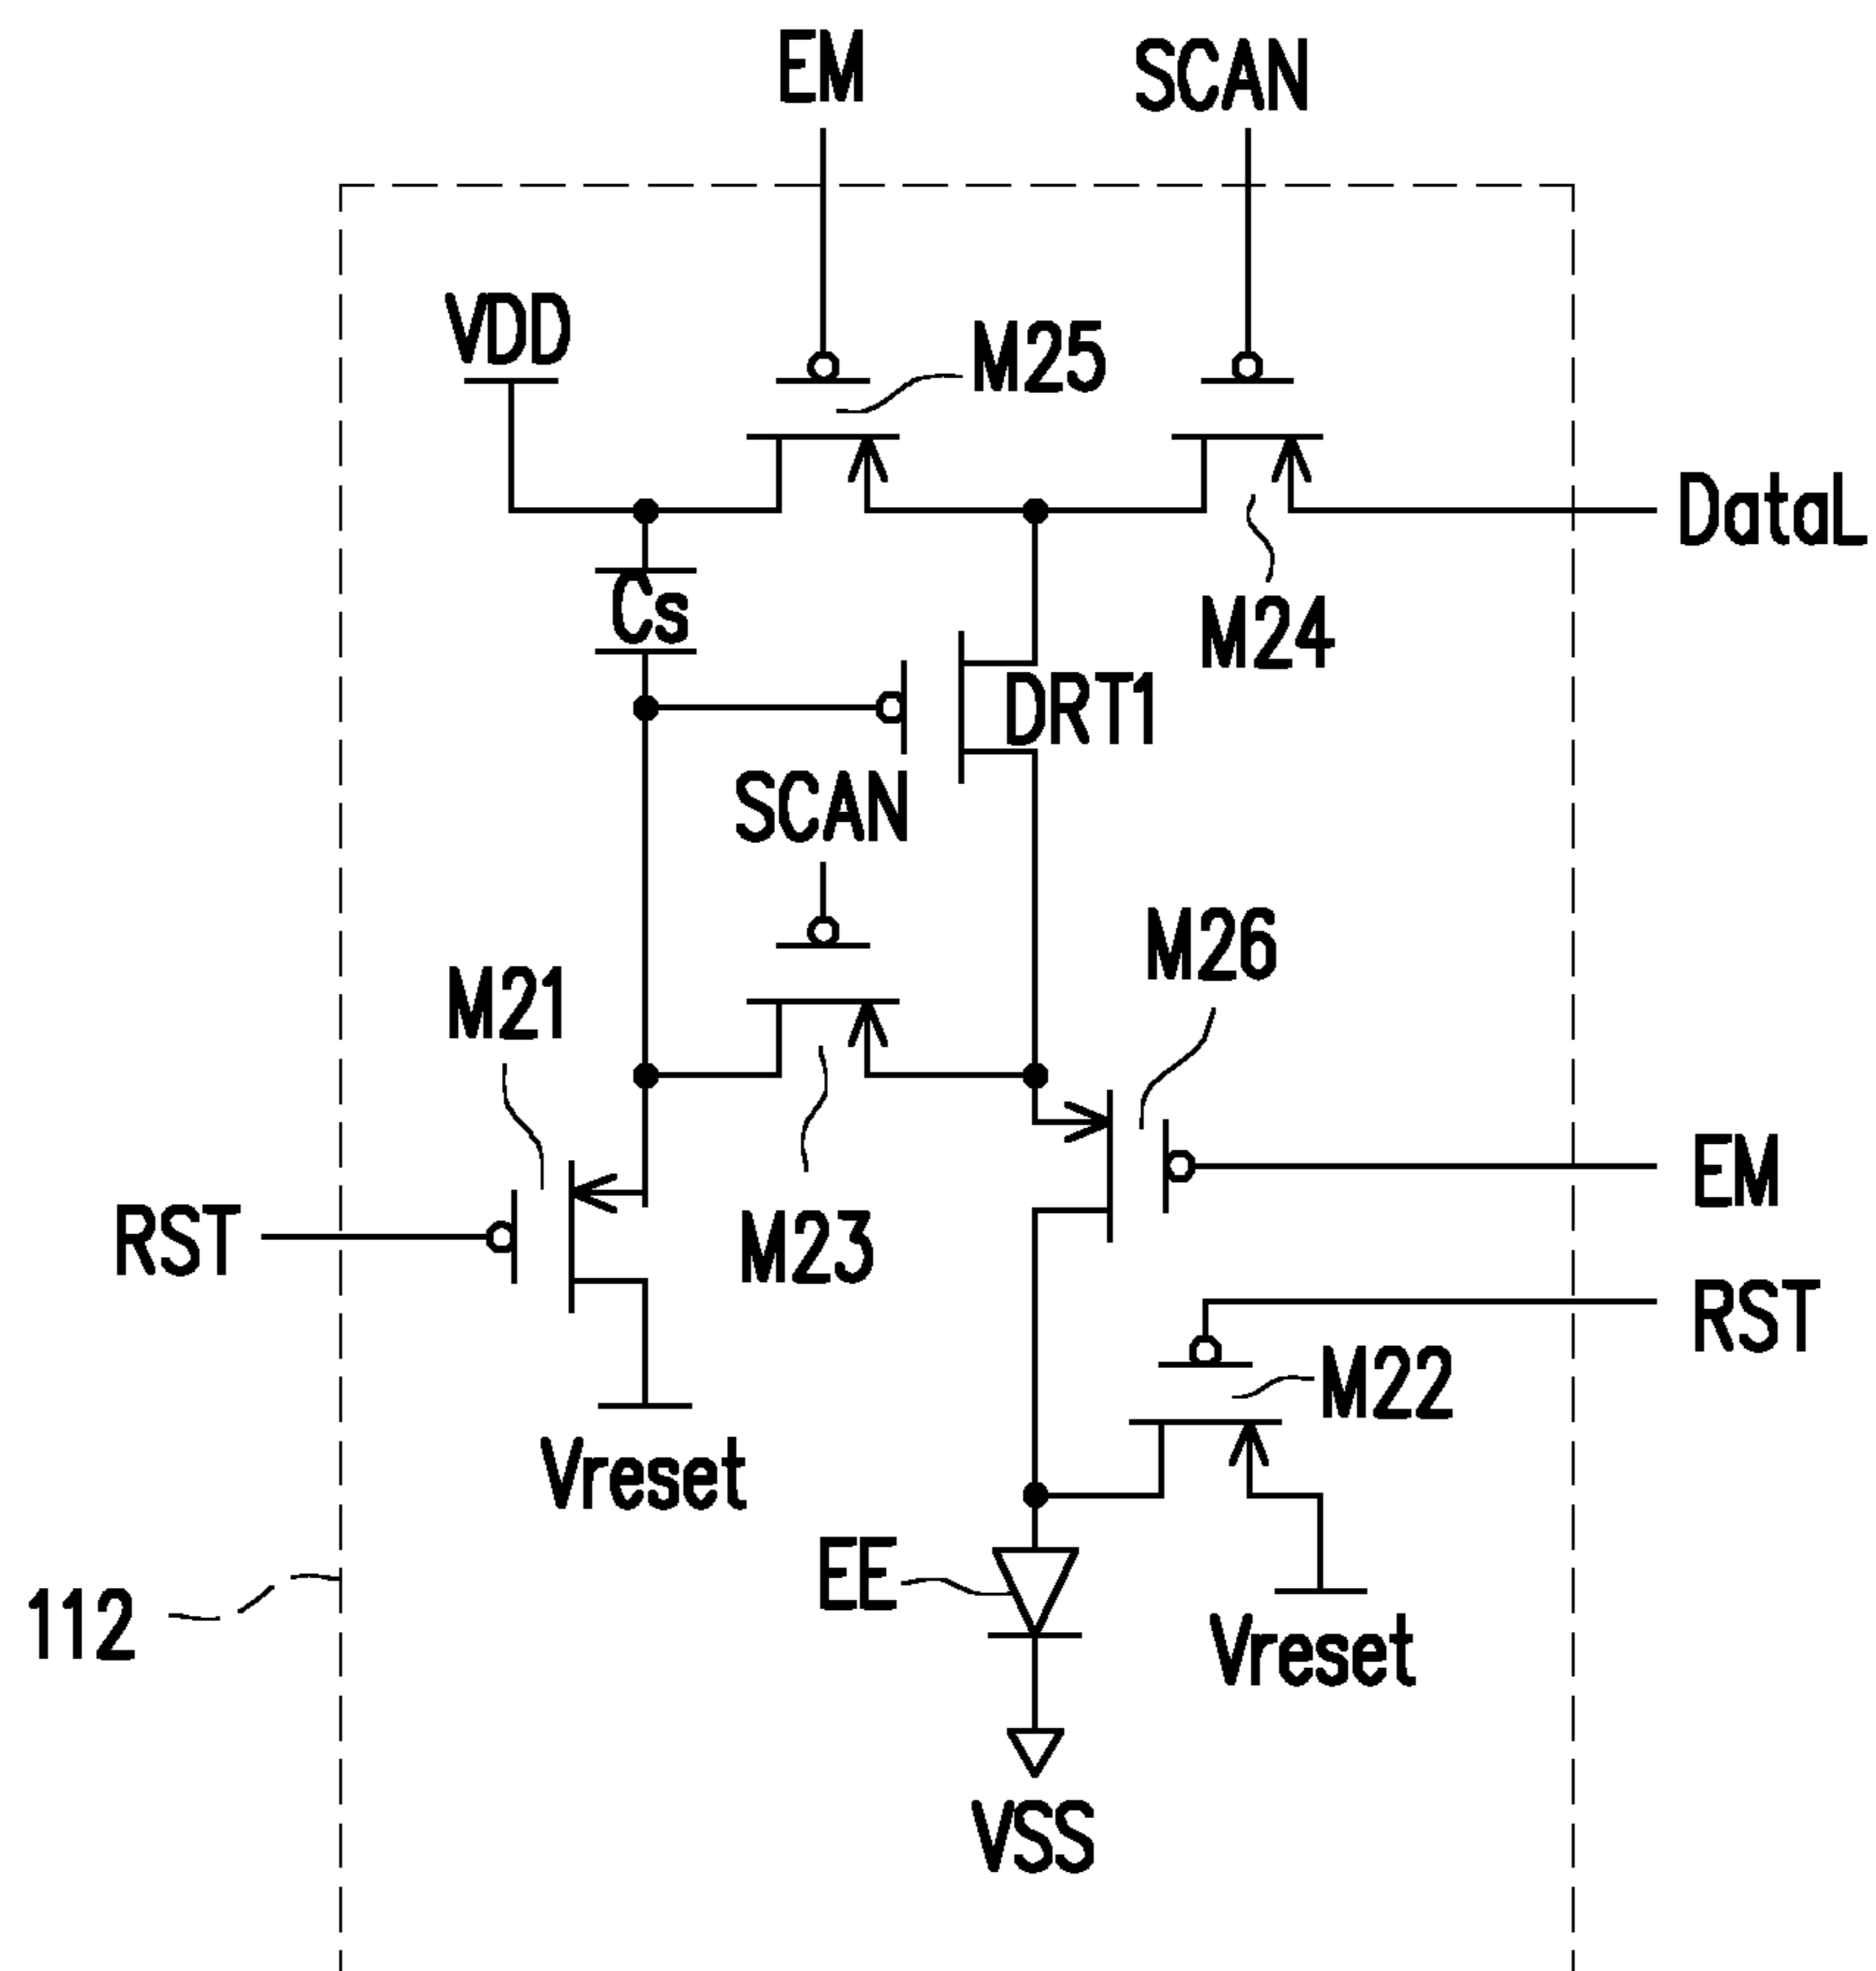 EM
SCAN
VDD
M25
DataL
Cs
M24
DRT1
SCAN
M26
M21
EM
RST
M23
RST
M22
Vreset
EE
112
Vreset
VSS